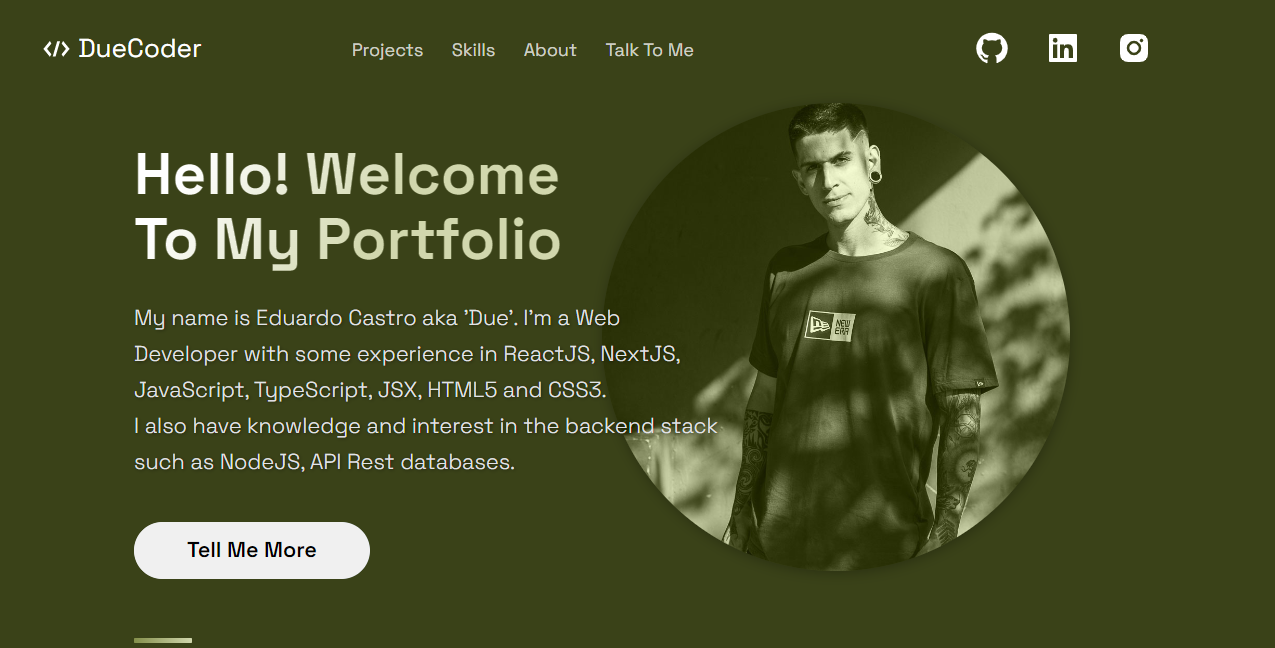 </> DueCoder
Projects Skills About Talk To Me
Hello! Welcome
To My Portfolio
My name is Eduardo Castro aka 'Due'. I'm a Web
Developer with some experience in ReactJS, NextJS,
JavaScript, TypeScript, JSX, HTML5 and CSS3.
I also have knowledge and interest in the backend stack
such as NodeJS, API Rest databases.
Tell Me More
in
NEW
ERA